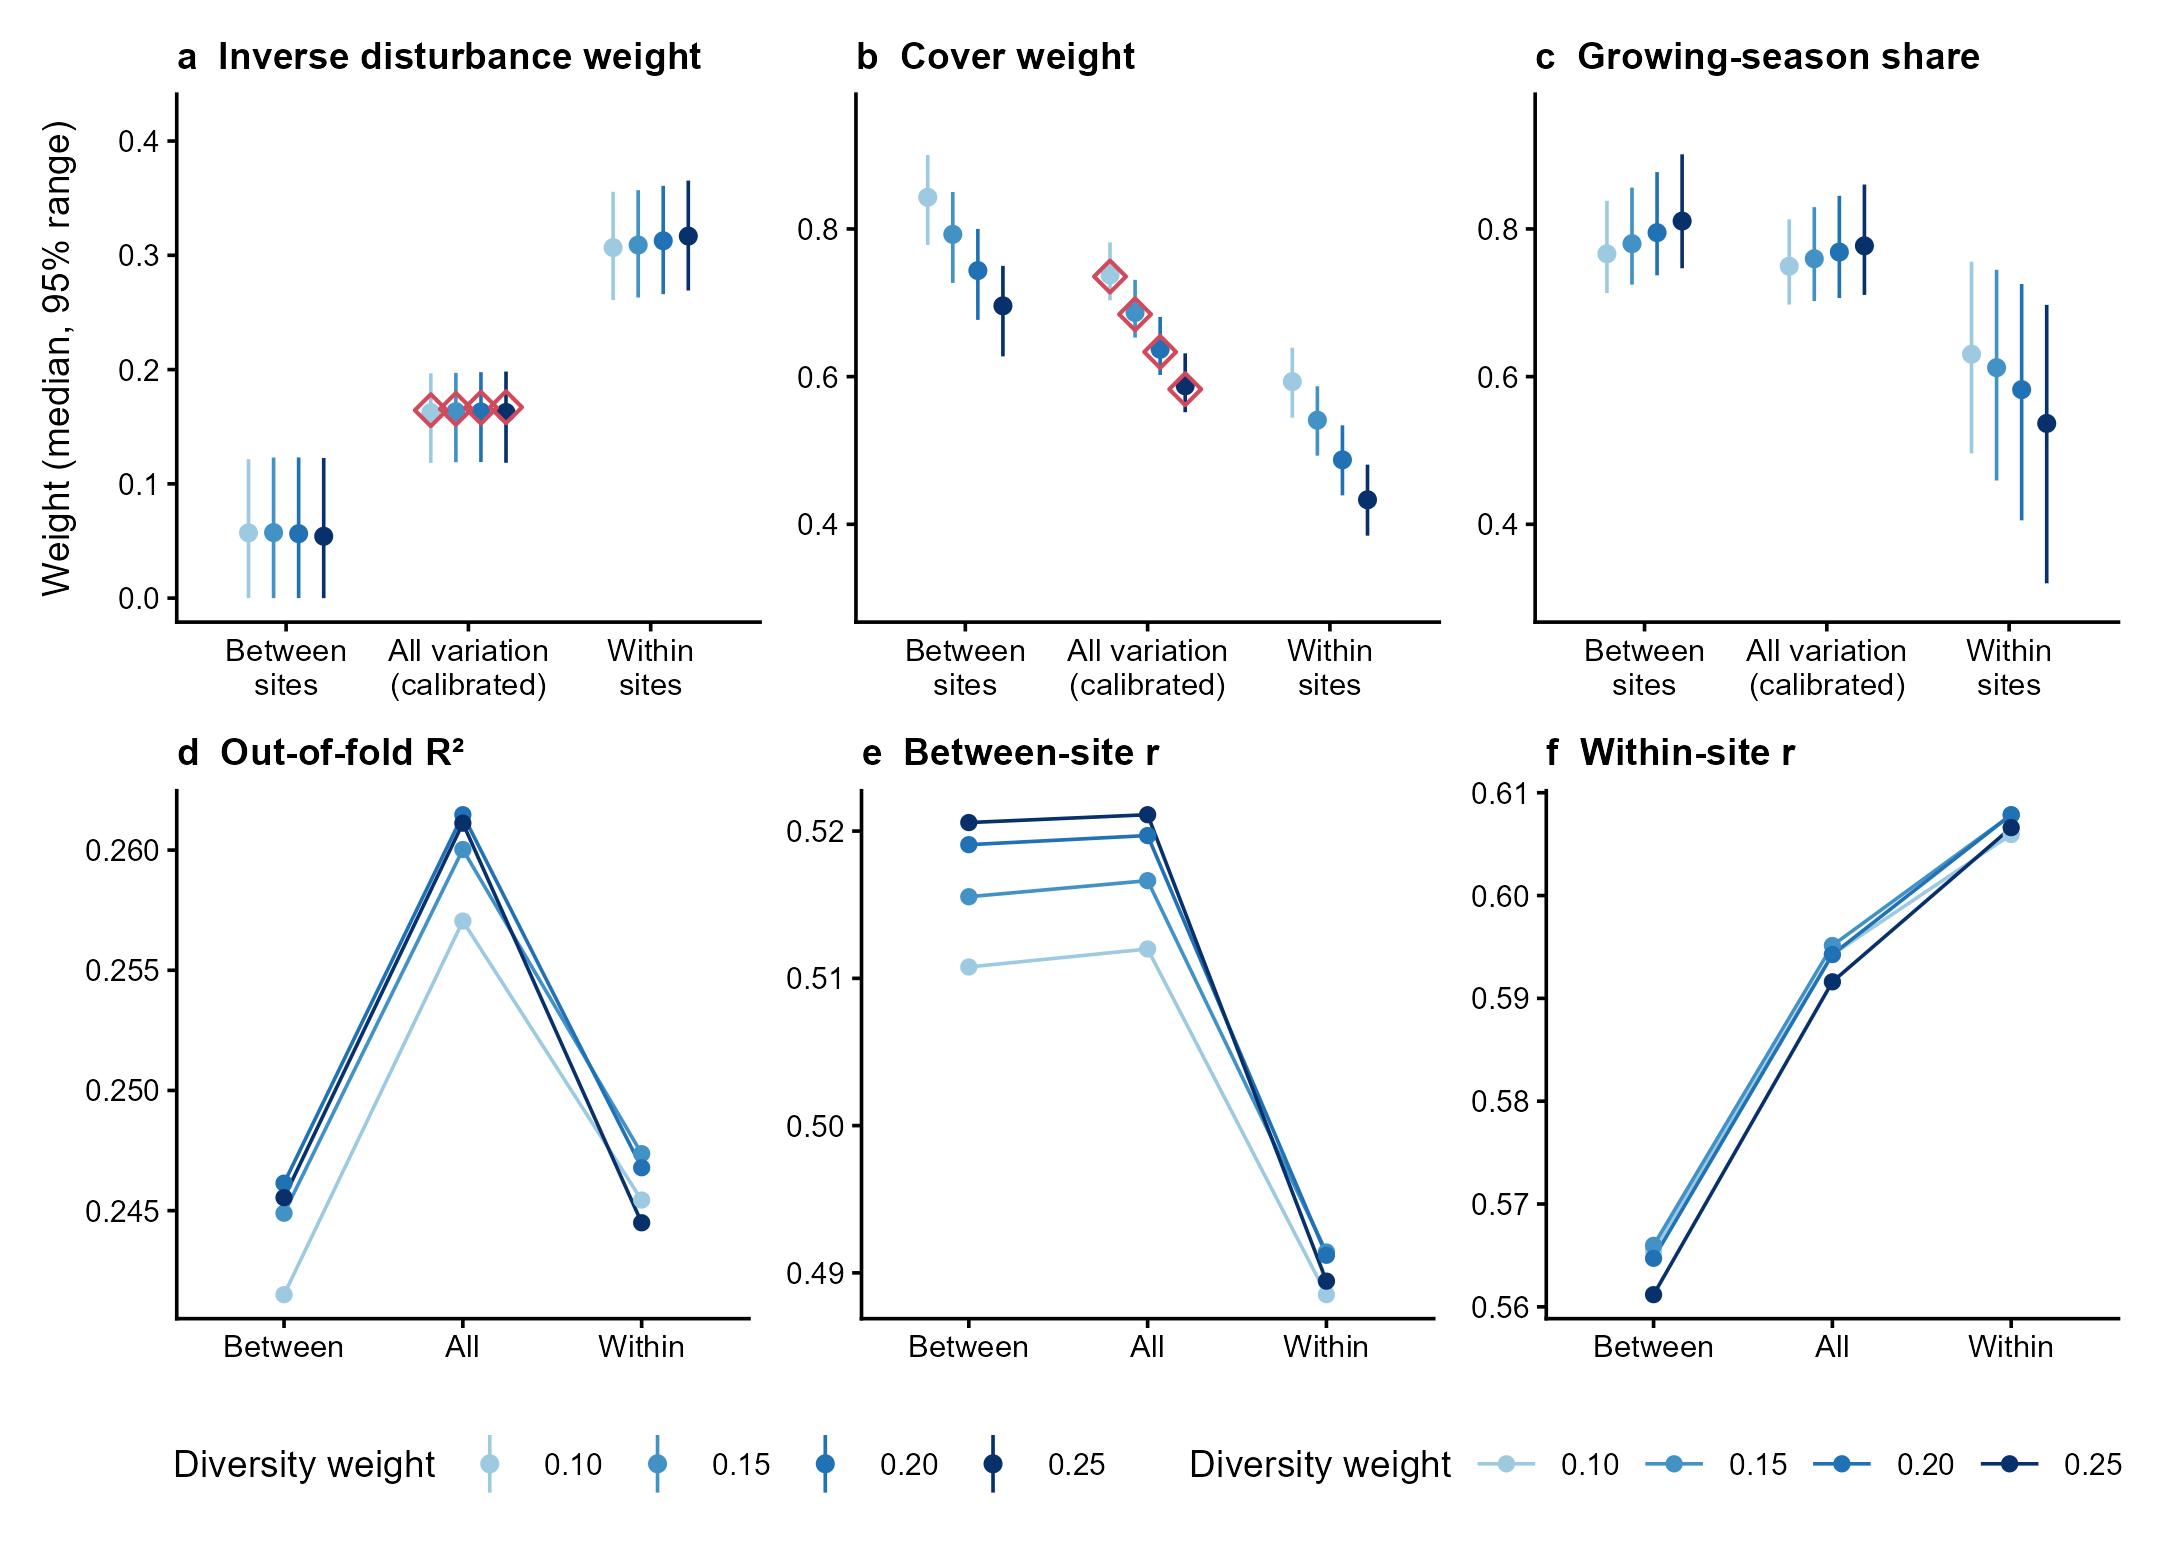 a Inverse disturbance weight
b Cover weight
c Growing-season share
Weight (median, 95% range)
0.4
0.3
0.2
0.1
0.0
Between sites
All variation (calibrated)
Within sites
0.8
0.6
0.4
Between sites
All variation (calibrated)
Within sites
0.8
0.6
0.4
Between sites
All variation (calibrated)
Within sites
d Out-of-fold R²
0.260
0.255
0.250
0.245
Between All Within
e Between-site r
0.52
0.51
0.50
0.49
Between All Within
f Within-site r
0.61
0.60
0.59
0.58
0.57
0.56
Between All Within
Diversity weight 0.10 0.15 0.20 0.25
Diversity weight 0.10 0.15 0.20 0.25